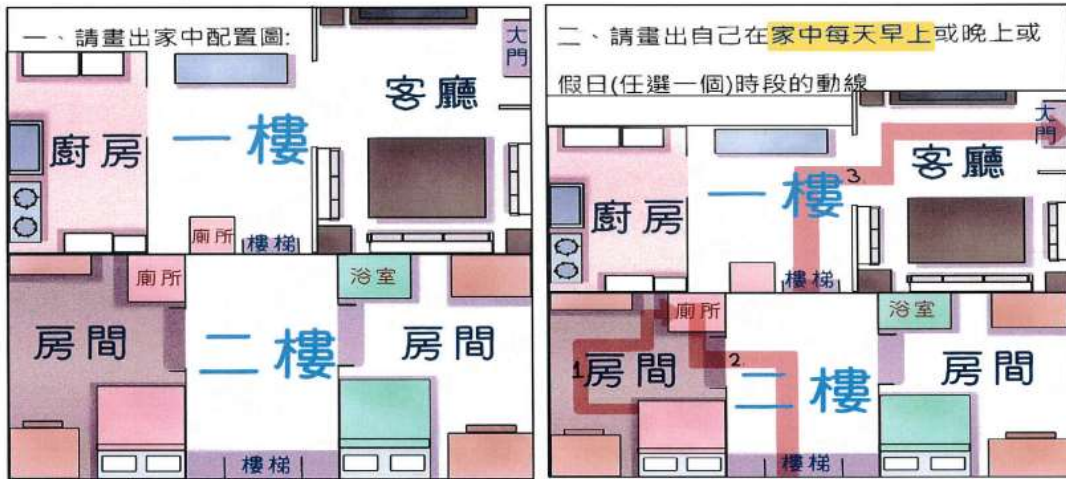 一、請畫出家中配置圖:
大門
客廳
一樓
廚房
廁所
樓梯
廁所
浴室
房間
二樓
房間
樓梯
二、請畫出自己在家中每天早上或晚上或
假日(任選一個)時段的動線
大門
3.
客廳
一樓
廚房
樓梯
廁所
浴室
1
房間
2.
二樓
房間
樓梯